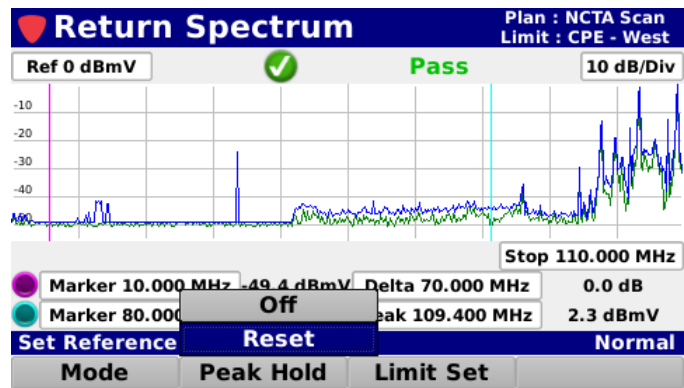 Return Spectrum
Plan : NCTA Scan
Limit : CPE - West
Ref 0 dBmV
Pass
10 dB/Div
-10
-20
-30
-40
-50
Stop 110.000 MHz
Marker 10.000 MHz -49.4 dBmV Delta 70.000 MHz 0.0 dB
Marker 80.000 eak 109.400 MHz 2.3 dBmV
Off
Set Reference Reset Normal
Mode Peak Hold Limit Set